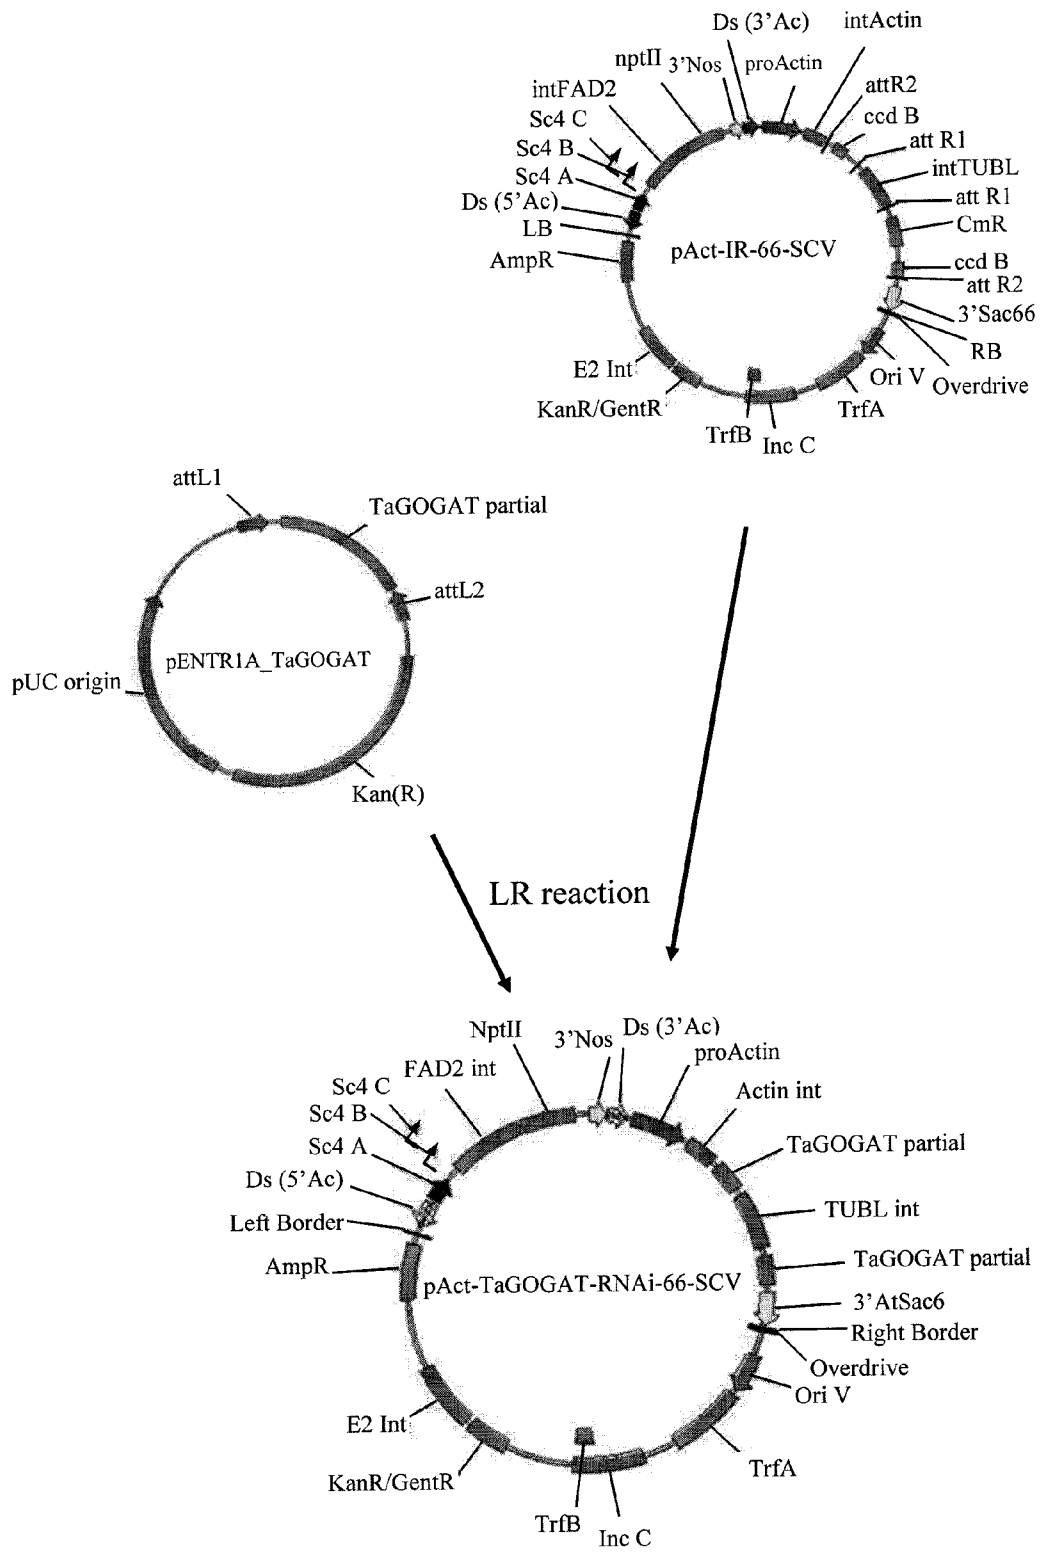 Ds (3'Ac)
intActin
nptII
3'Nos
proActin
intFAD2
attR2
Sc4 C
ccd B
Sc4 B
att R1
Sc4 A
intTUBL
Ds (5'Ac)
att R1
LB
CmR
AmpR
pAct-IR-66-SCV
ccd B
att R2
3'Sac66
RB
E2 Int
Ori V
Overdrive
KanR/GentR
TrfA
TrfB
Inc C
attL1
TaGOGAT partial
attL2
pENTR1A_TaGOGAT
pUC origin
Kan(R)
LR reaction
NptII
3'Nos
Ds (3'Ac)
proActin
FAD2 int
Actin int
Sc4 C
Sc4 B
TaGOGAT partial
Sc4 A
Ds (5'Ac)
TUBL int
Left Border
AmpR
TaGOGAT partial
pAct-TaGOGAT-RNAi-66-SCV
3'AtSac6
Right Border
Overdrive
Ori V
E2 Int
TrfA
KanR/GentR
TrfB
Inc C